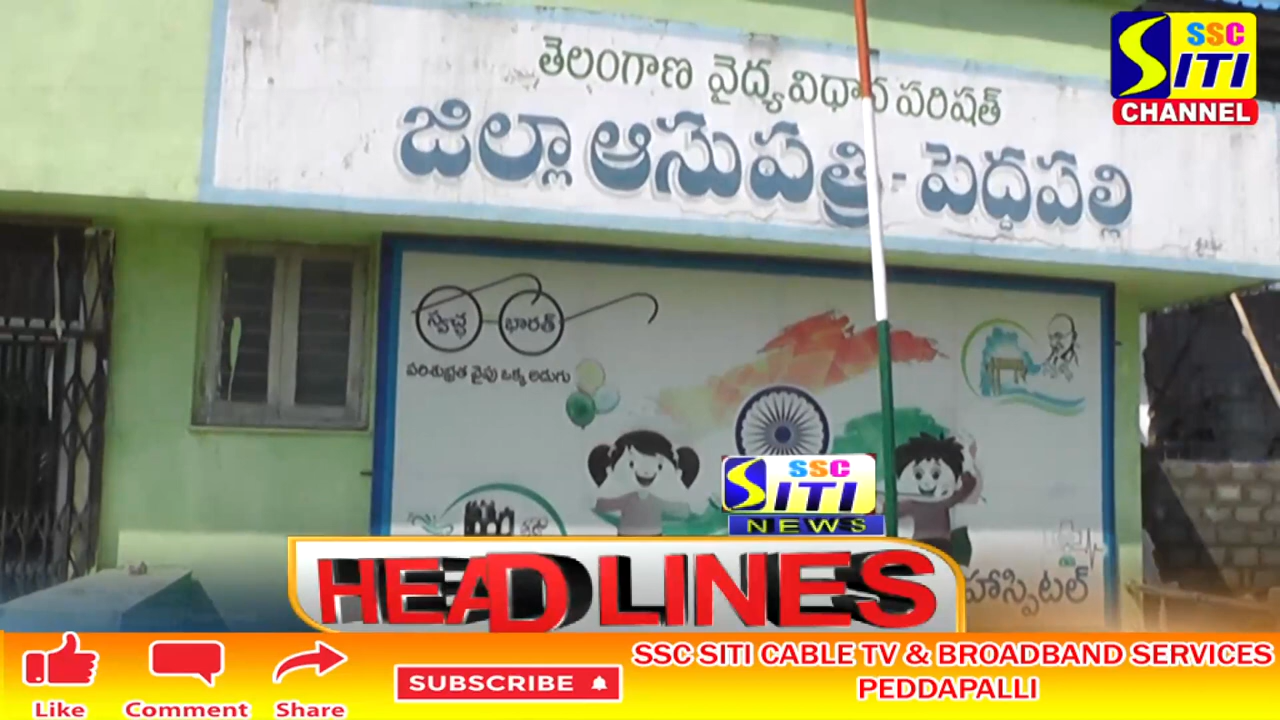 SSC
SITI
CHANNEL
తెలంగాణ వైద్య విధాన పరిషత్
జిల్లా ఆసుపత్రి - పెద్దపల్లి
స్వచ్ఛ భారత్
పరిశుభ్రత వైపు ఒక్క అడుగు
SSC
SITI
NEWS
HEADLINES
హాస్పిటల్
Like
Comment
Share
SUBSCRIBE
SSC SITI CABLE TV & BROADBAND SERVICES
PEDDAPALLI